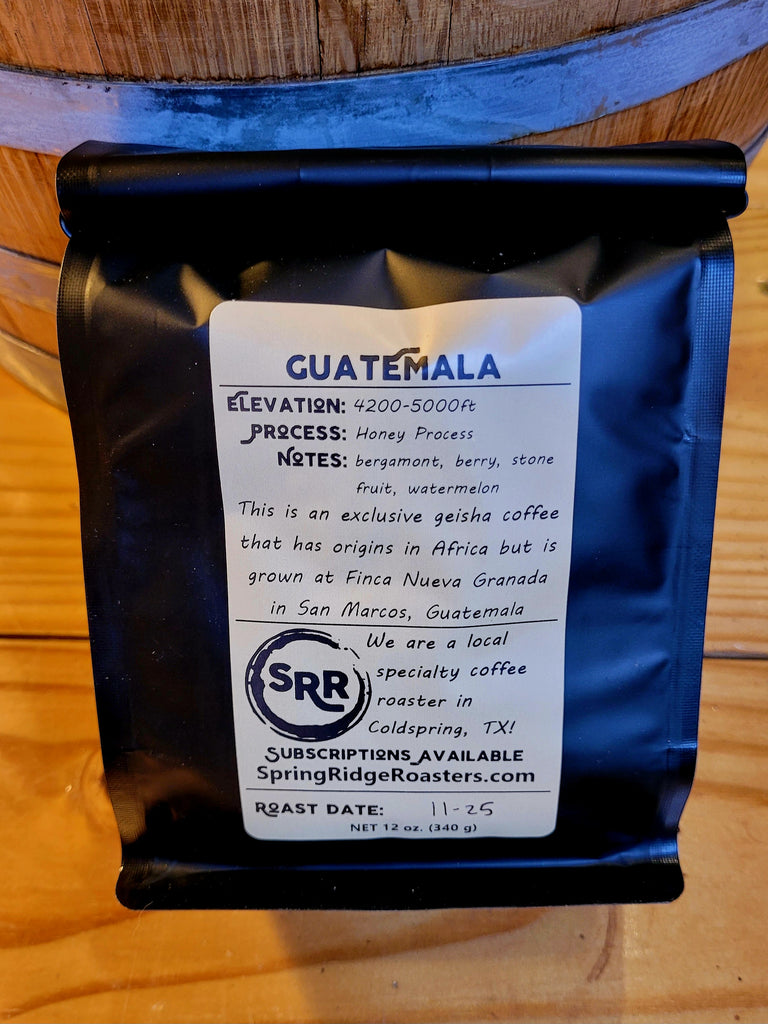 GUATEMALA
ELEVATION: 4200-5000ft
PROCESS: Honey Process
NOTES: bergamont, berry, stone
fruit, watermelon
This is an exclusive geisha coffee
that has origins in Africa but is
grown at Finca Nueva Granada
in San Marcos, Guatemala
SRR
We are a local
specialty coffee
roaster in
Coldspring, TX!
SUBSCRIPTIONS AVAILABLE
SpringRidgeRoasters.com
ROAST DATE: 11-25
NET 12 oz. (340 g)